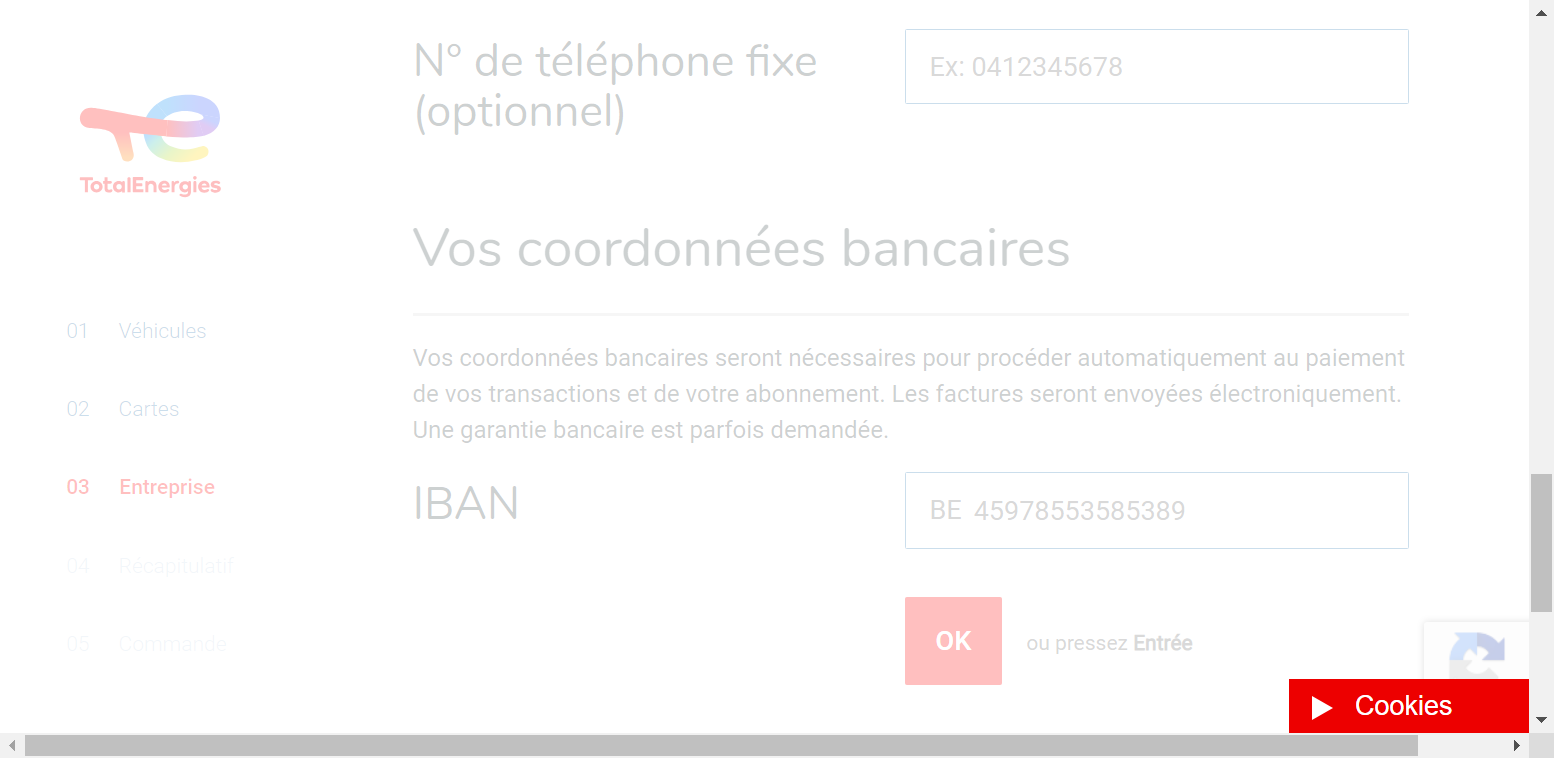 N° de téléphone fixe
(optionnel)
Ex: 0412345678
TotalEnergies
Vos coordonnées bancaires
01 Véhicules
02 Cartes
03 Entreprise
04 Récapitulatif
05 Commande
Vos coordonnées bancaires seront nécessaires pour procéder automatiquement au paiement
de vos transactions et de votre abonnement. Les factures seront envoyées électroniquement.
Une garantie bancaire est parfois demandée.
IBAN
BE 45978553585389
OK ou pressez Entrée
Cookies